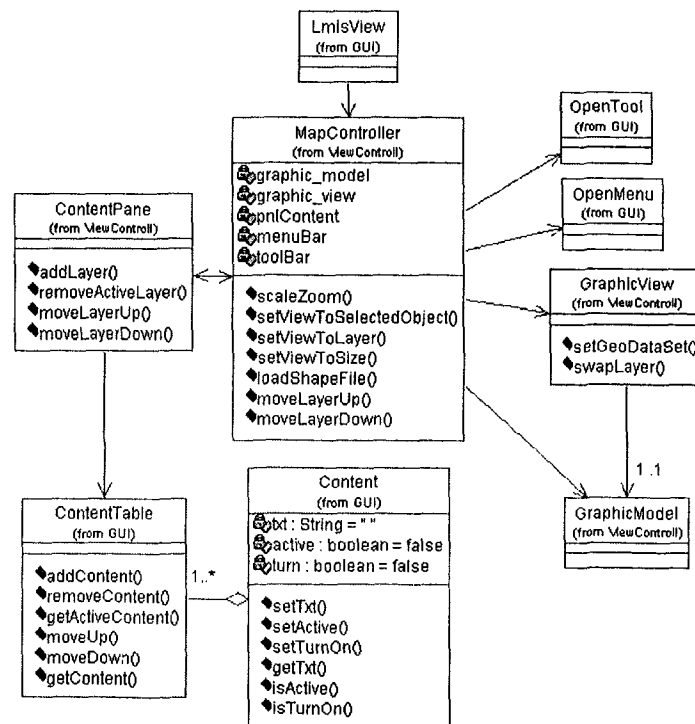 LmisView
(from GUI)
MapController
(from ViewControll)
graphic_model
graphic_view
pnlContent
menuBar
toolBar
scaleZoom()
setViewToSelectedObject()
setViewToLayer()
setViewToSize()
loadShapeFile()
moveLayerUp()
moveLayerDown()
OpenTool
(from GUI)
OpenMenu
(from GUI)
ContentPane
(from ViewControll)
addLayer()
removeActiveLayer()
moveLayerUp()
moveLayerDown()
GraphicView
(from ViewControll)
setGeoDataSet()
swapLayer()
1..1
GraphicModel
(from ViewControll)
ContentTable
(from GUI)
addContent()
removeContent()
getActiveContent()
moveUp()
moveDown()
getContent()
1..*
Content
(from GUI)
txt : String = " "
active : boolean = false
turn : boolean = false
setTxt()
setActive()
setTurnOn()
getTxt()
isActive()
isTurnOn()